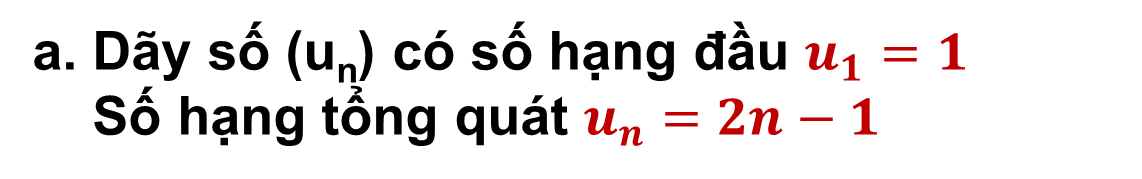 a. Dãy số (uₙ) có số hạng đầu u₁ = 1
Số hạng tổng quát uₙ = 2n − 1